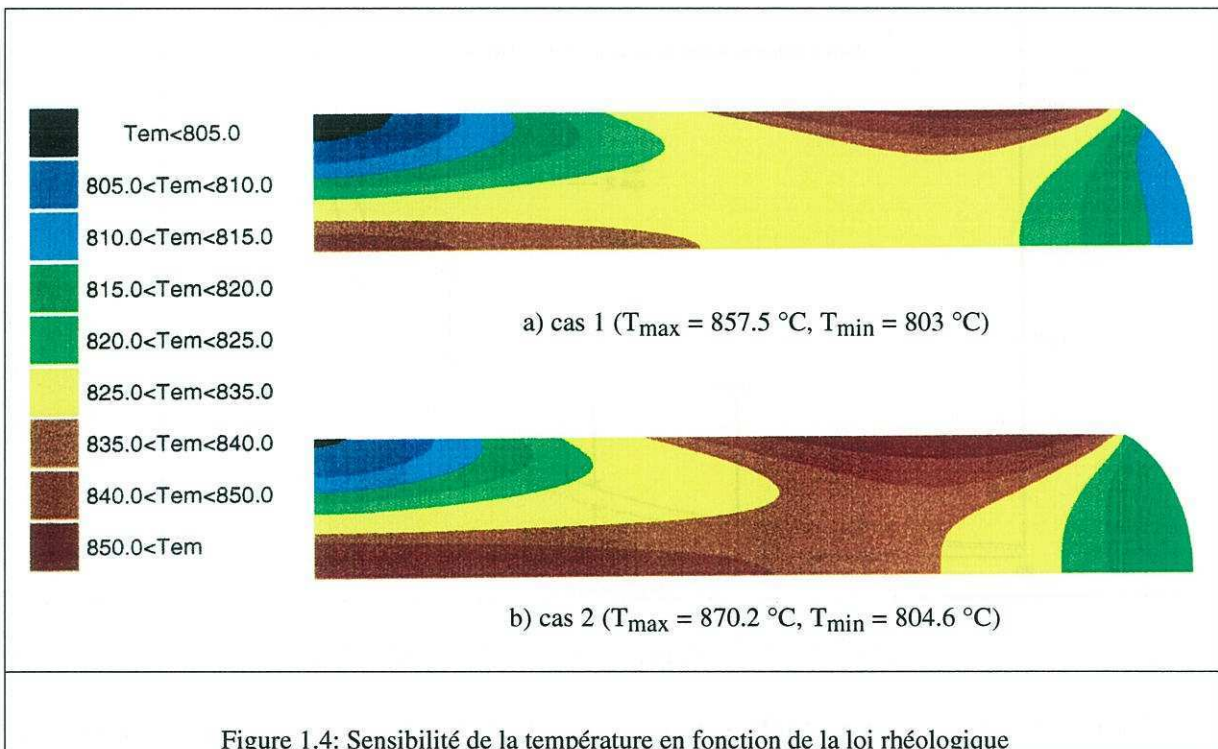 Tem<805.0
805.0<Tem<810.0
810.0<Tem<815.0
815.0<Tem<820.0
820.0<Tem<825.0
825.0<Tem<835.0
835.0<Tem<840.0
840.0<Tem<850.0
850.0<Tem
a) cas 1 (Tmax = 857.5 °C, Tmin = 803 °C)
b) cas 2 (Tmax = 870.2 °C, Tmin = 804.6 °C)
Figure 1.4: Sensibilité de la température en fonction de la loi rhéologique